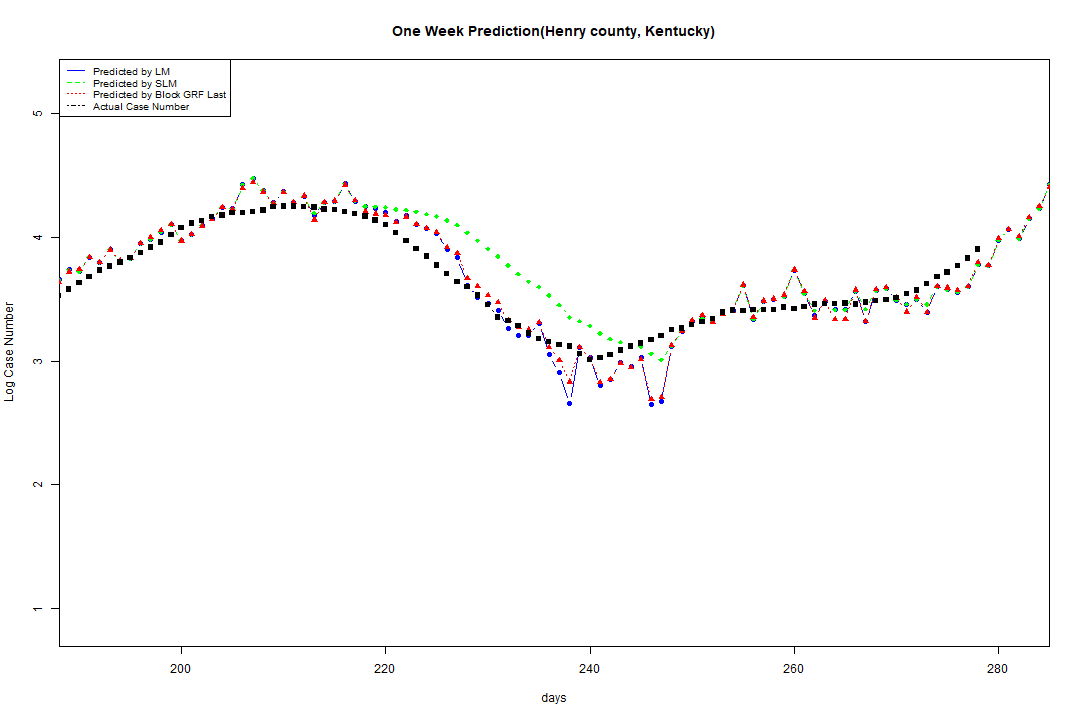 One Week Prediction(Henry county, Kentucky)
Predicted by LM
Predicted by SLM
Predicted by Block GRF Last
Actual Case Number
5
4
3
2
1
Log Case Number
200 220 240 260 280
days